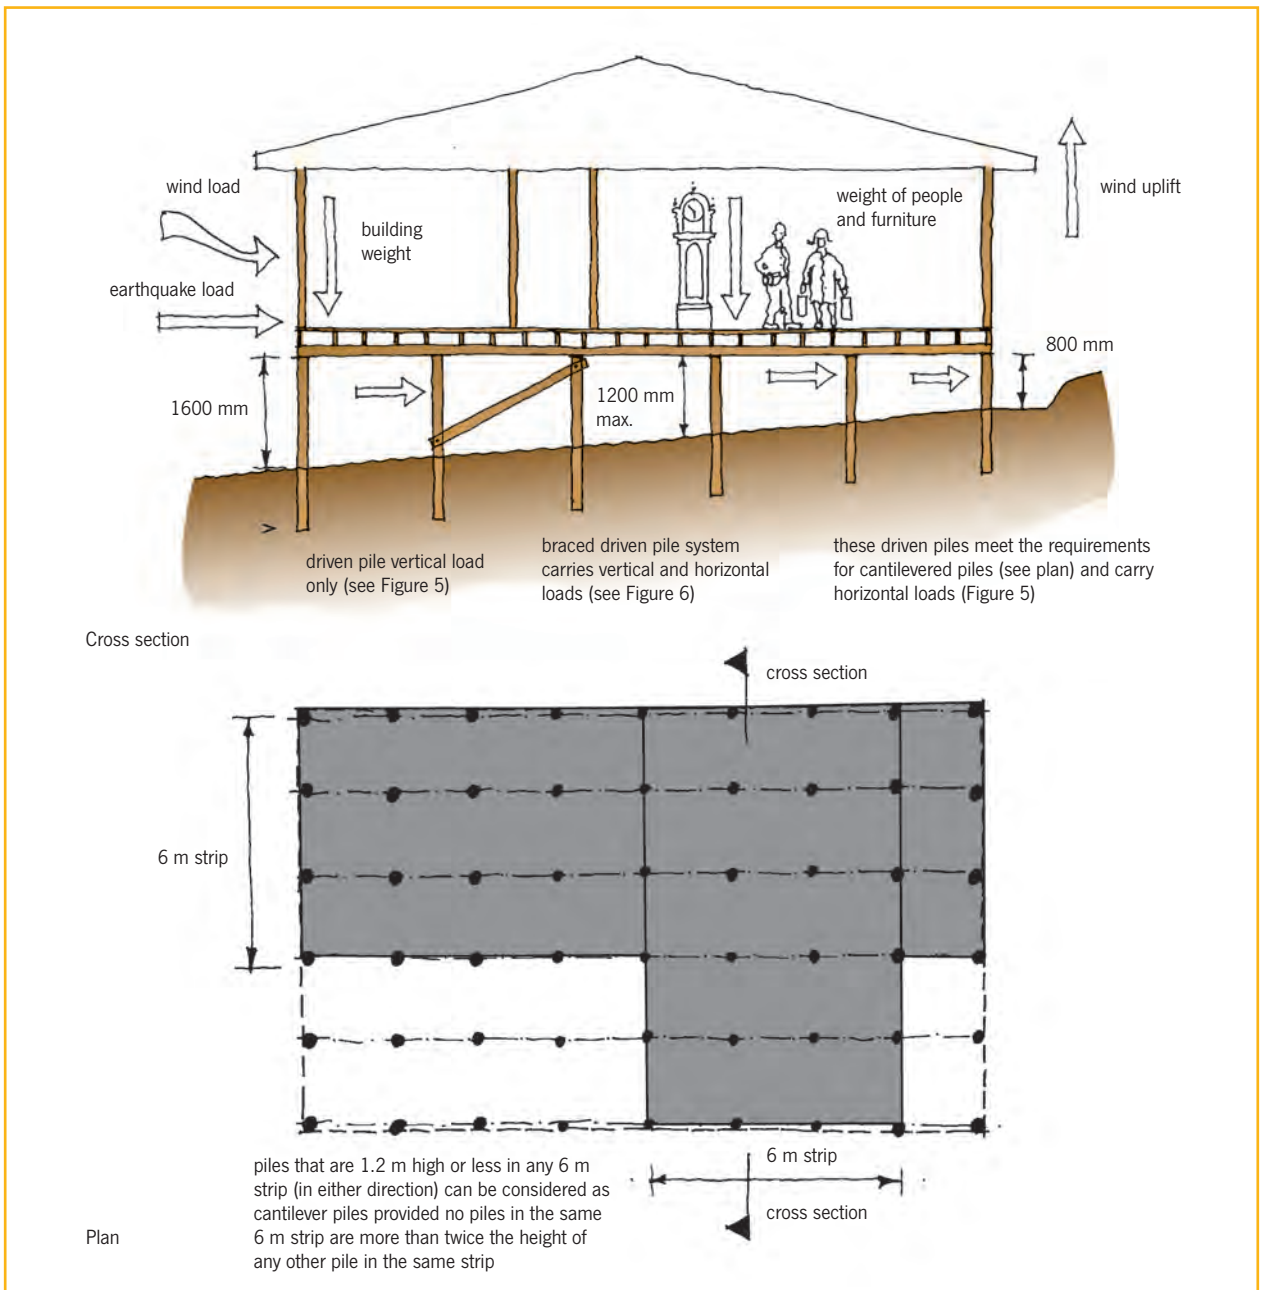 wind load
building
weight
weight of people
and furniture
wind uplift
earthquake load
800 mm
1600 mm
1200 mm
max.
driven pile vertical load
only (see Figure 5)
braced driven pile system
carries vertical and horizontal
loads (see Figure 6)
these driven piles meet the requirements
for cantilevered piles (see plan) and carry
horizontal loads (Figure 5)
Cross section
cross section
6 m strip
6 m strip
cross section
piles that are 1.2 m high or less in any 6 m
strip (in either direction) can be considered as
cantilever piles provided no piles in the same
6 m strip are more than twice the height of
any other pile in the same strip
Plan